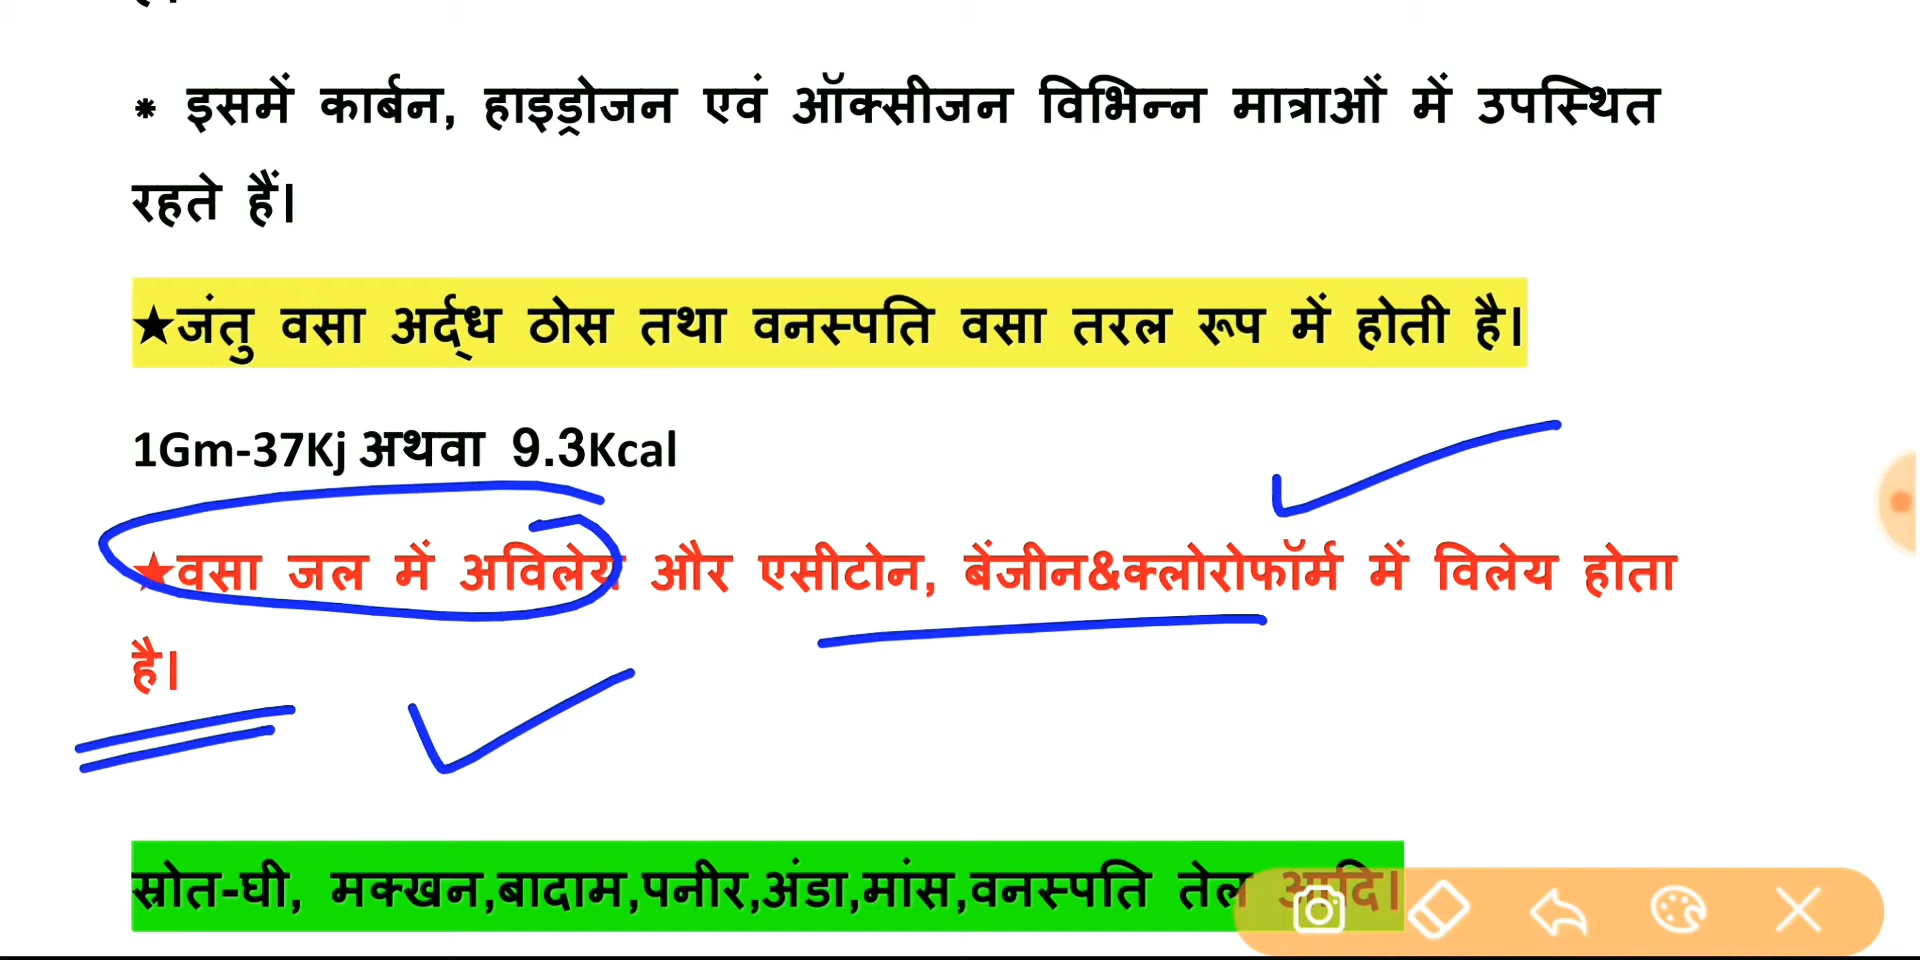 * इसमें कार्बन, हाइड्रोजन एवं ऑक्सीजन विभिन्न मात्राओं में उपस्थित
रहते हैं।
★जंतु वसा अर्द्ध ठोस तथा वनस्पति वसा तरल रूप में होती है।
1Gm-37Kj अथवा 9.3Kcal
★वसा जल में अविलेय और एसीटोन, बेंजीन&क्लोरोफॉर्म में विलेय होता
है।
स्रोत-घी, मक्खन,बादाम,पनीर,अंडा,मांस,वनस्पति तेल आदि।